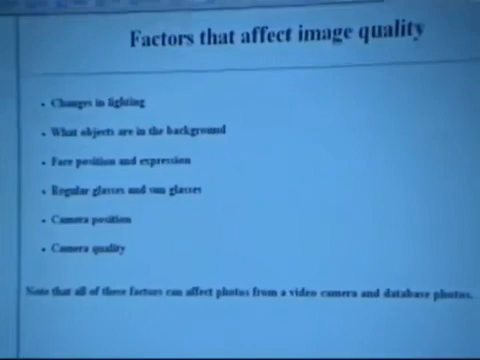 Factors that affect image quality
• Changes in lighting
• What objects are in the background
• Face position and expression
• Regular glasses and sun glasses
• Camera position
• Camera quality
Note that all of these factors can affect photos from a video camera and database photos.